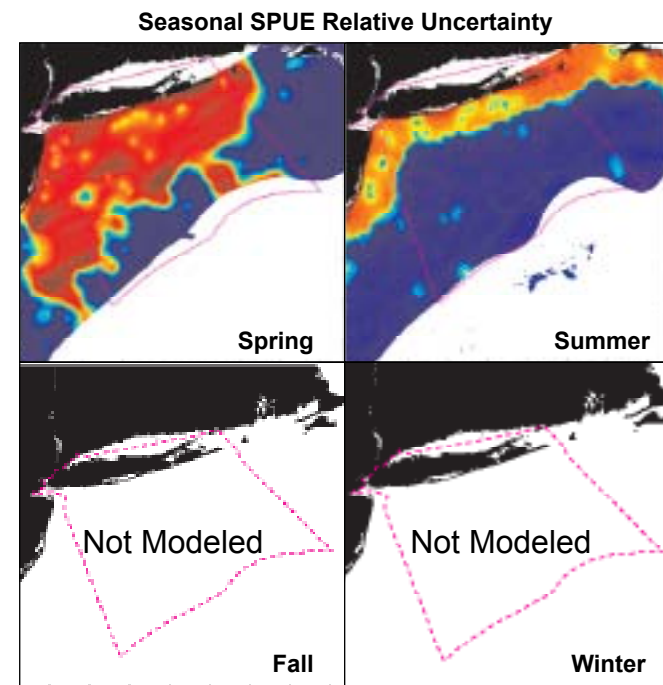 Seasonal SPUE Relative Uncertainty
Spring
Summer
Not Modeled
Fall
Not Modeled
Winter